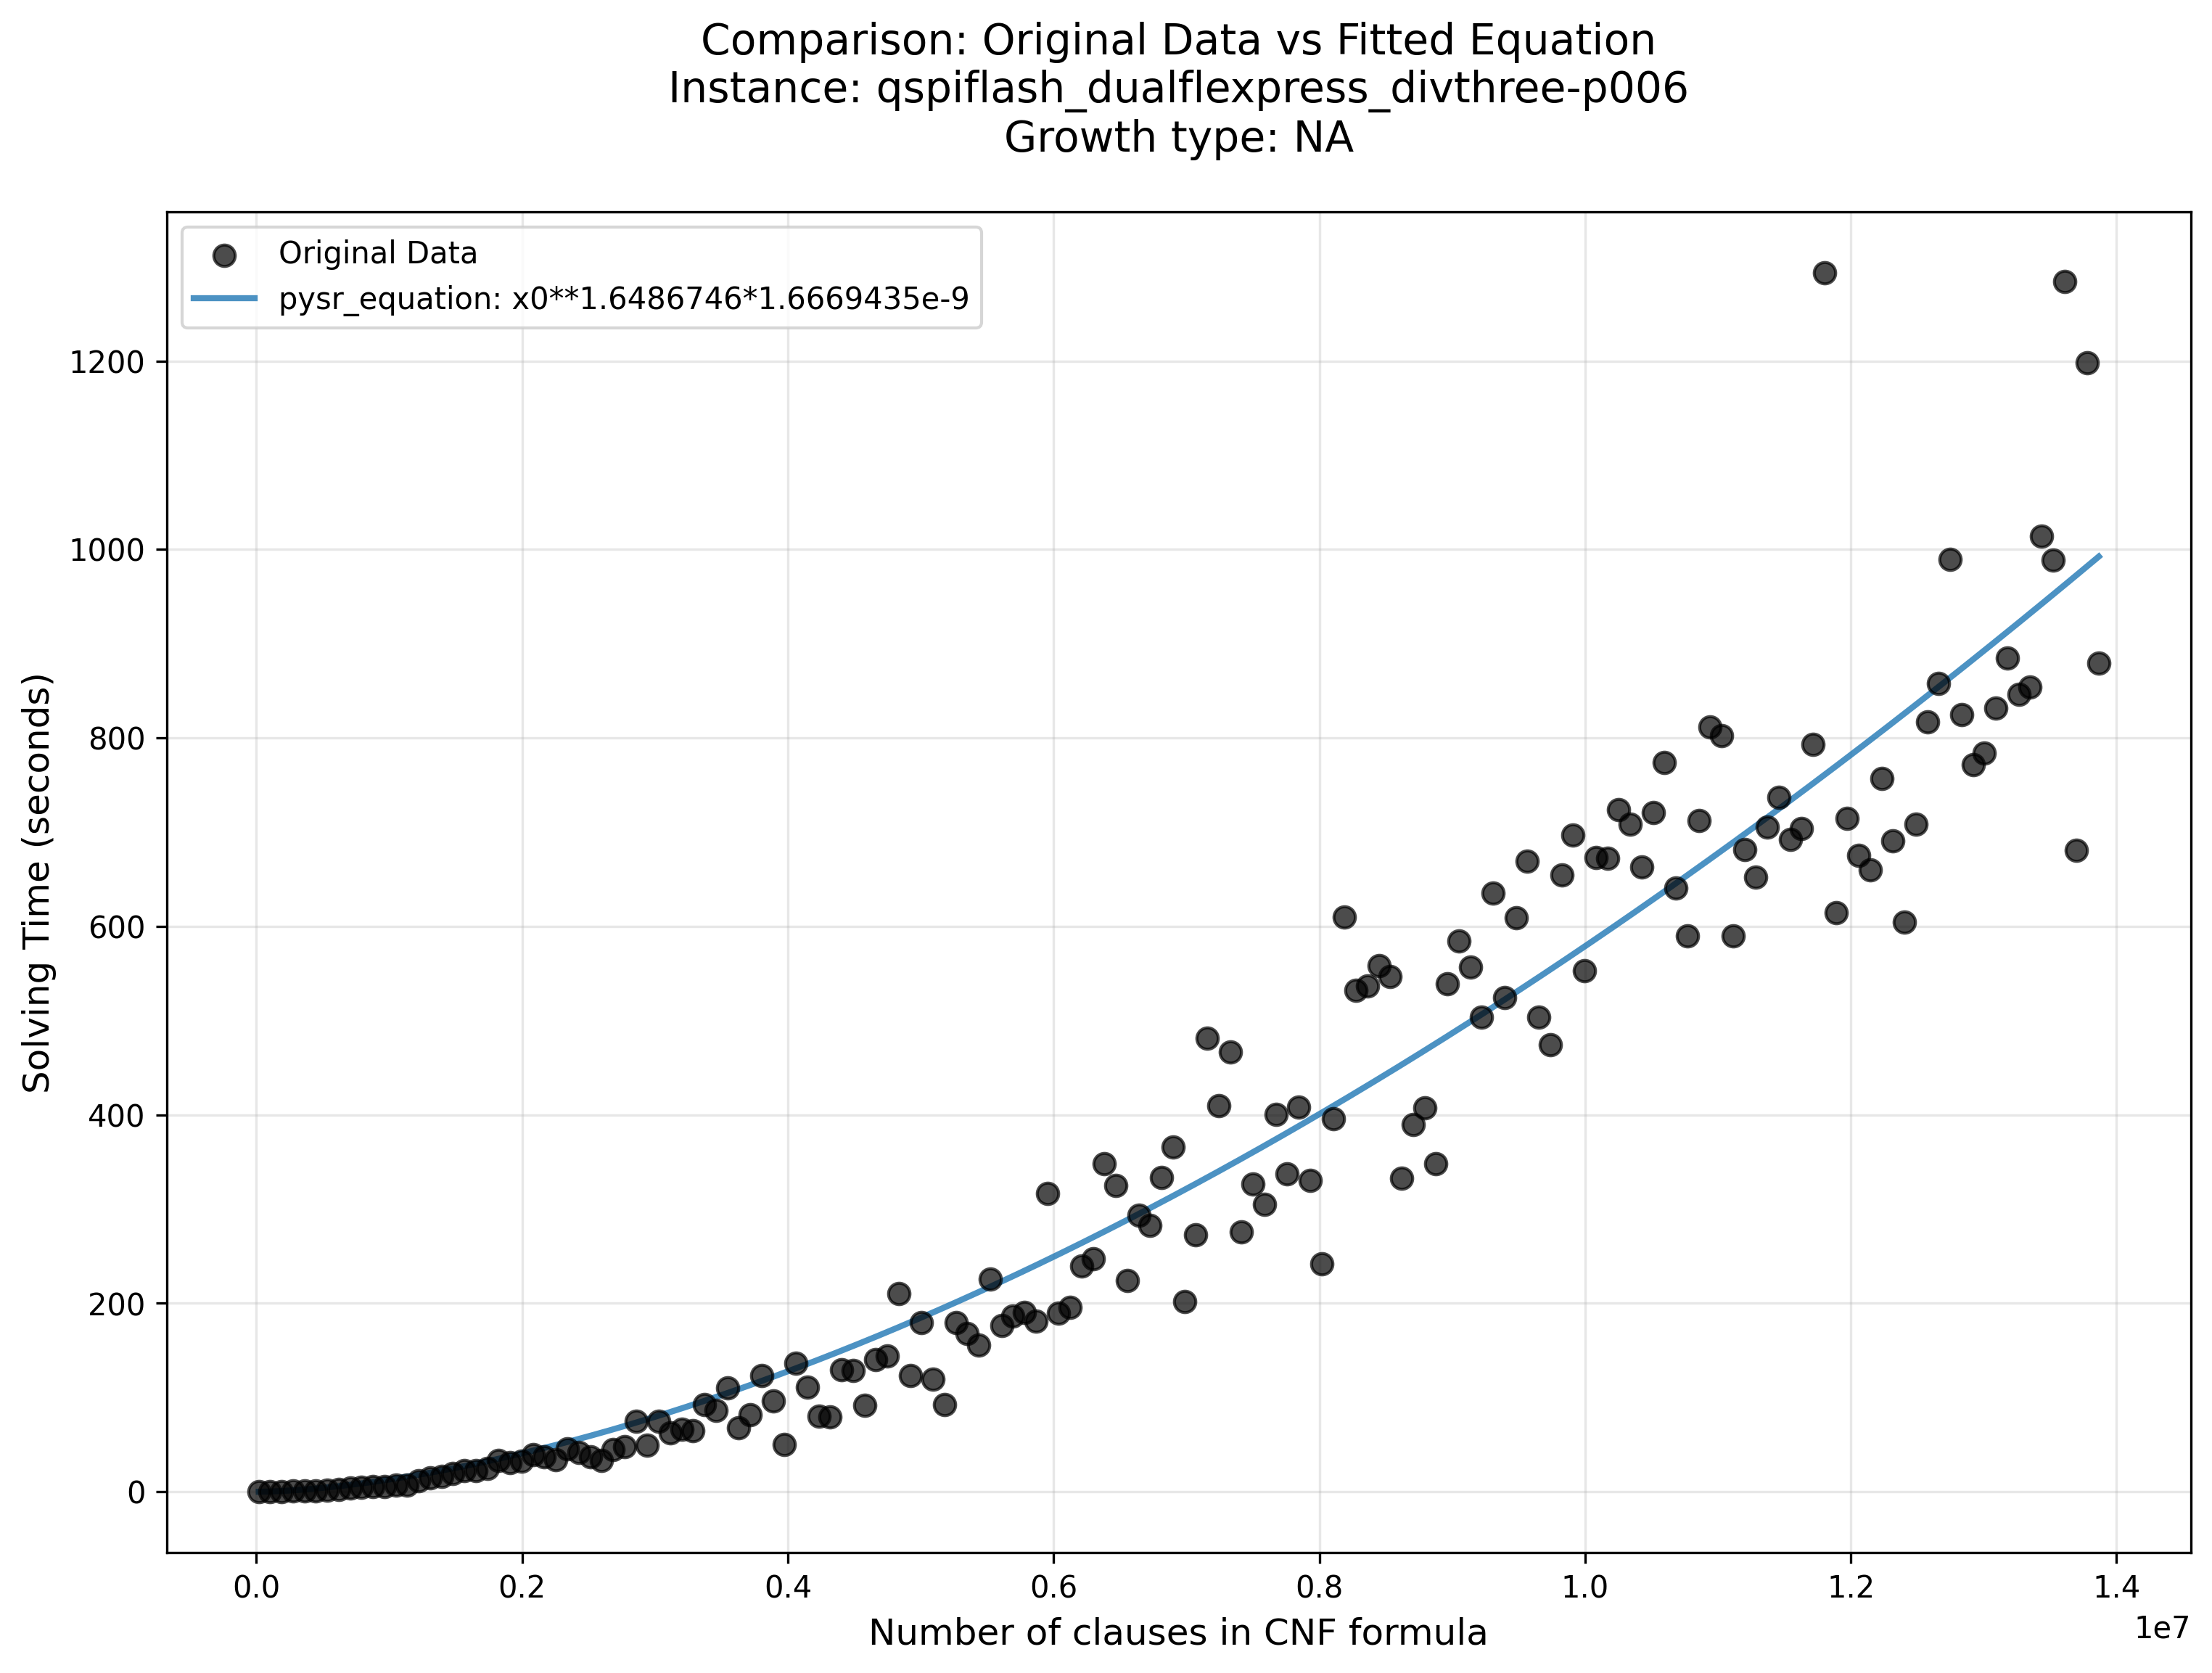 Comparison: Original Data vs Fitted Equation
Instance: qspiflash_dualflexpress_divthree-p006
Growth type: NA
Original Data
pysr_equation: x0**1.6486746*1.6669435e-9
Solving Time (seconds)
1200
1000
800
600
400
200
0
0.0 0.2 0.4 0.6 0.8 1.0 1.2 1.4
1e7
Number of clauses in CNF formula